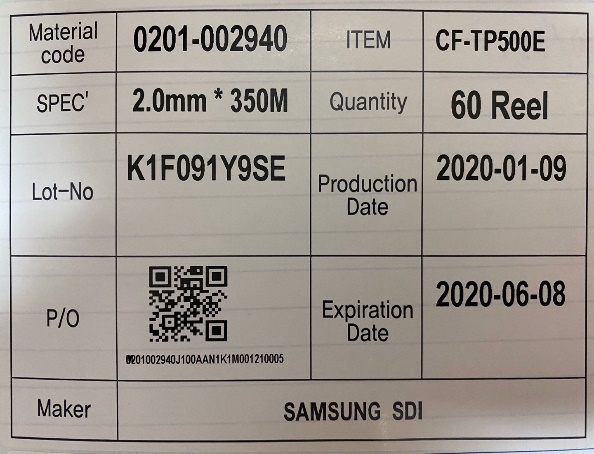 Material code 0201-002940 ITEM CF-TP500E
SPEC' 2.0mm * 350M Quantity 60 Reel
Lot-No K1F091Y9SE Production Date 2020-01-09
P/O Expiration Date 2020-06-08
0201002940J100AAN1K1M001210005
Maker SAMSUNG SDI